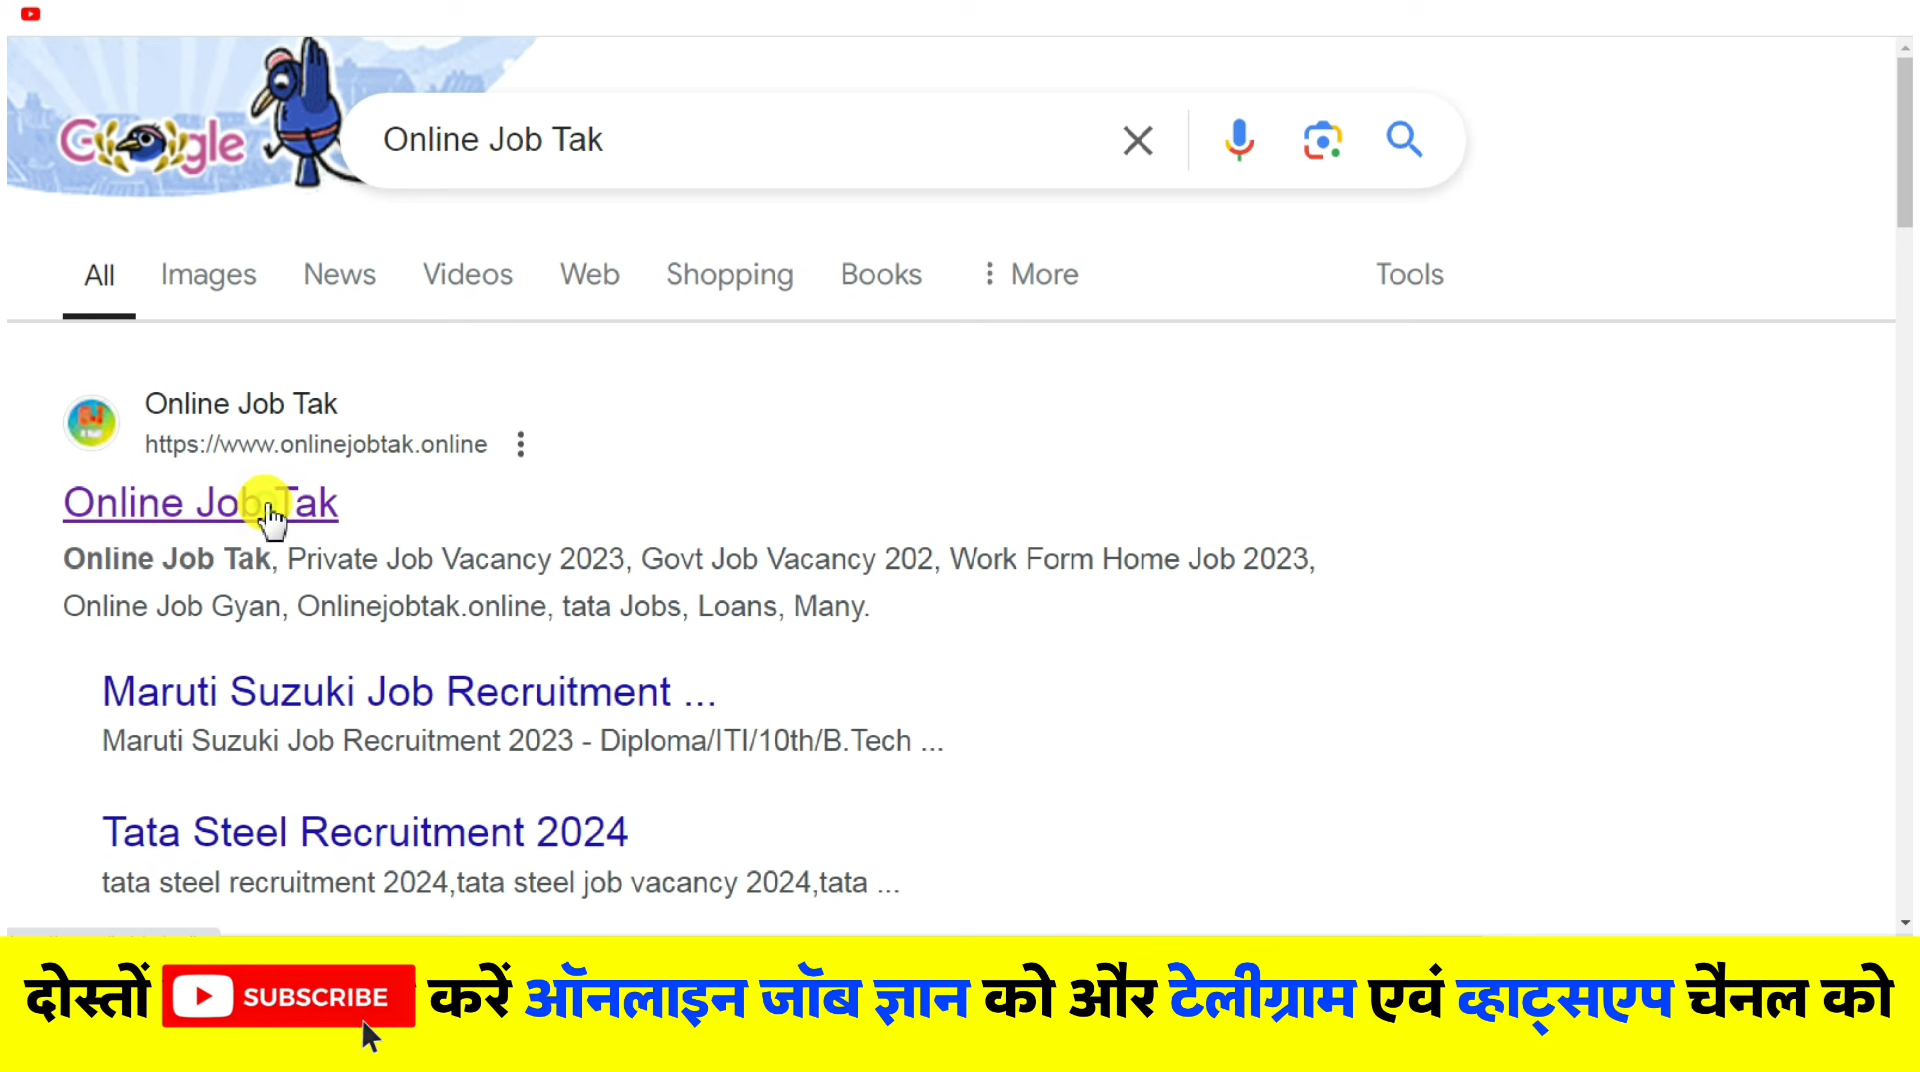 Google
Online Job Tak
All Images News Videos Web Shopping Books More Tools
Online Job Tak
https://www.onlinejobtak.online
Online Job Tak
Online Job Tak, Private Job Vacancy 2023, Govt Job Vacancy 202, Work Form Home Job 2023,
Online Job Gyan, Onlinejobtak.online, tata Jobs, Loans, Many.
Maruti Suzuki Job Recruitment ...
Maruti Suzuki Job Recruitment 2023 - Diploma/ITI/10th/B.Tech ...
Tata Steel Recruitment 2024
tata steel recruitment 2024,tata steel job vacancy 2024,tata ...
दोस्तों SUBSCRIBE करें ऑनलाइन जॉब ज्ञान को और टेलीग्राम एवं व्हाट्सएप चैनल को